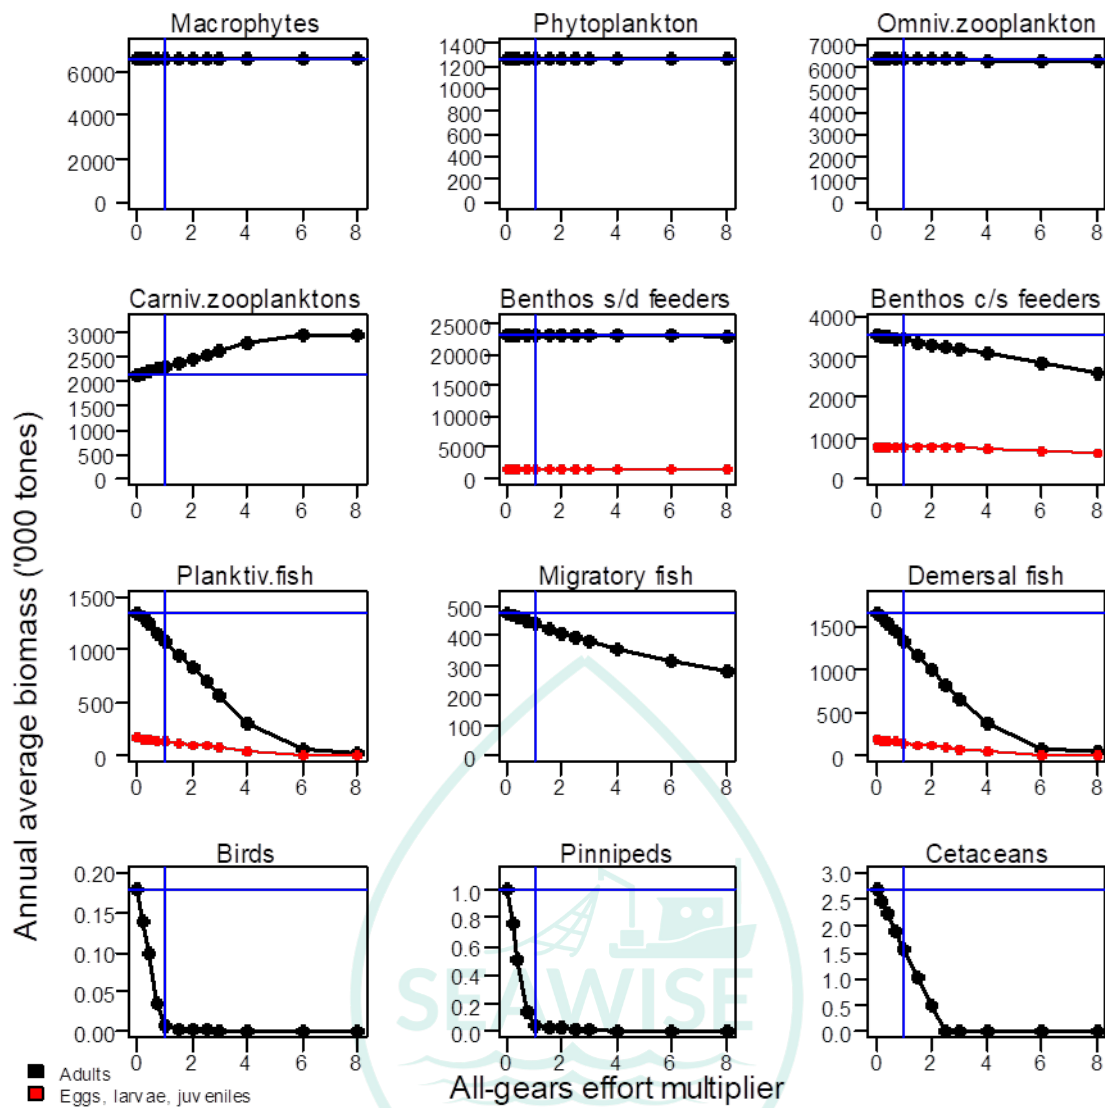 Macrophytes
Phytoplankton
Omniv.zooplankton
6000
4000
2000
0
0 2 4 6 8
1400
1200
1000
800
600
400
200
0
0 2 4 6 8
7000
6000
5000
4000
3000
2000
1000
0
0 2 4 6 8
Carniv.zooplanktons
Benthos s/d feeders
Benthos c/s feeders
3000
2500
2000
1500
1000
500
0
0 2 4 6 8
25000
20000
15000
10000
5000
0
0 2 4 6 8
4000
3000
2000
1000
0
0 2 4 6 8
Annual average biomass ('000 tones)
Planktiv.fish
Migratory fish
Demersal fish
1500
1000
500
0
0 2 4 6 8
500
400
300
200
100
0
0 2 4 6 8
1500
1000
500
0
0 2 4 6 8
Birds
Pinnipeds
Cetaceans
0.20
0.15
0.10
0.05
0.00
0 2 4 6 8
1.0
0.8
0.6
0.4
0.2
0.0
0 2 4 6 8
3.0
2.5
2.0
1.5
1.0
0.5
0.0
0 2 4 6 8
SEAWISE
Adults
Eggs, larvae, juveniles
All-gears effort multiplier